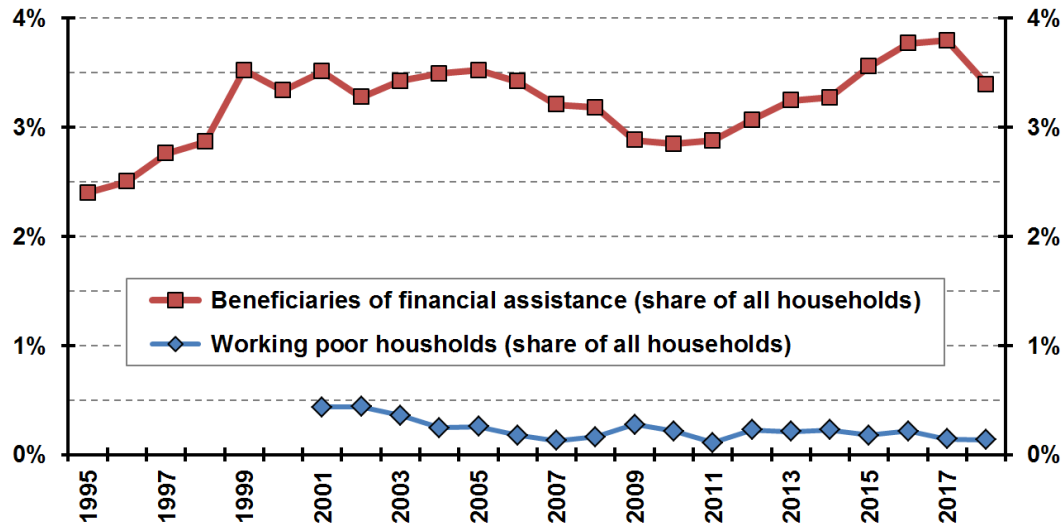 4% 4%
3% 3%
2% 2%
Beneficiaries of financial assistance (share of all households)
Working poor housholds (share of all households)
1% 1%
0% 0%
1995 1997 1999 2001 2003 2005 2007 2009 2011 2013 2015 2017